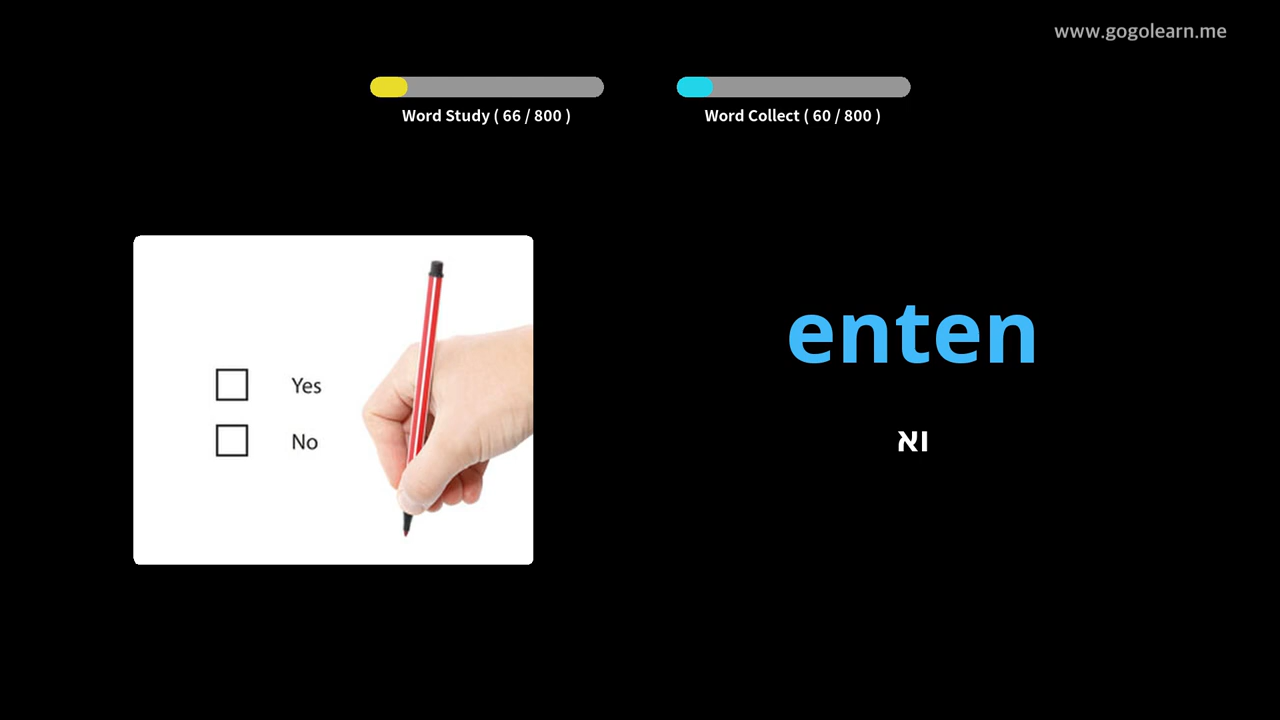 www.gogolearn.me
Word Study ( 66 / 800 )
Word Collect ( 60 / 800 )
Yes
No
enten
וא